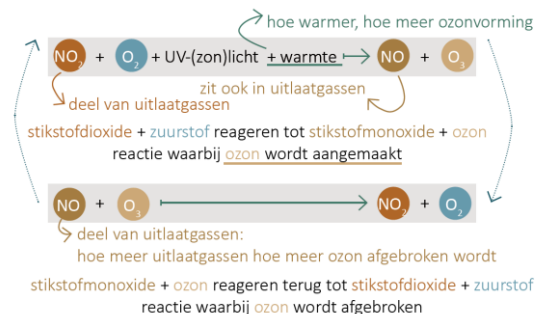 hoe warmer, hoe meer ozonvorming
NO₂ + O₂ + UV-(zon)licht + warmte NO + O₃
zit ook in uitlaatgassen
deel van uitlaatgassen
stikstofdioxide + zuurstof reageren tot stikstofmonoxide + ozon
reactie waarbij ozon wordt aangemaakt
NO + O₃ NO₂ + O₂
deel van uitlaatgassen:
hoe meer uitlaatgassen hoe meer ozon afgebroken wordt
stikstofmonoxide + ozon reageren terug tot stikstofdioxide + zuurstof
reactie waarbij ozon wordt afgebroken